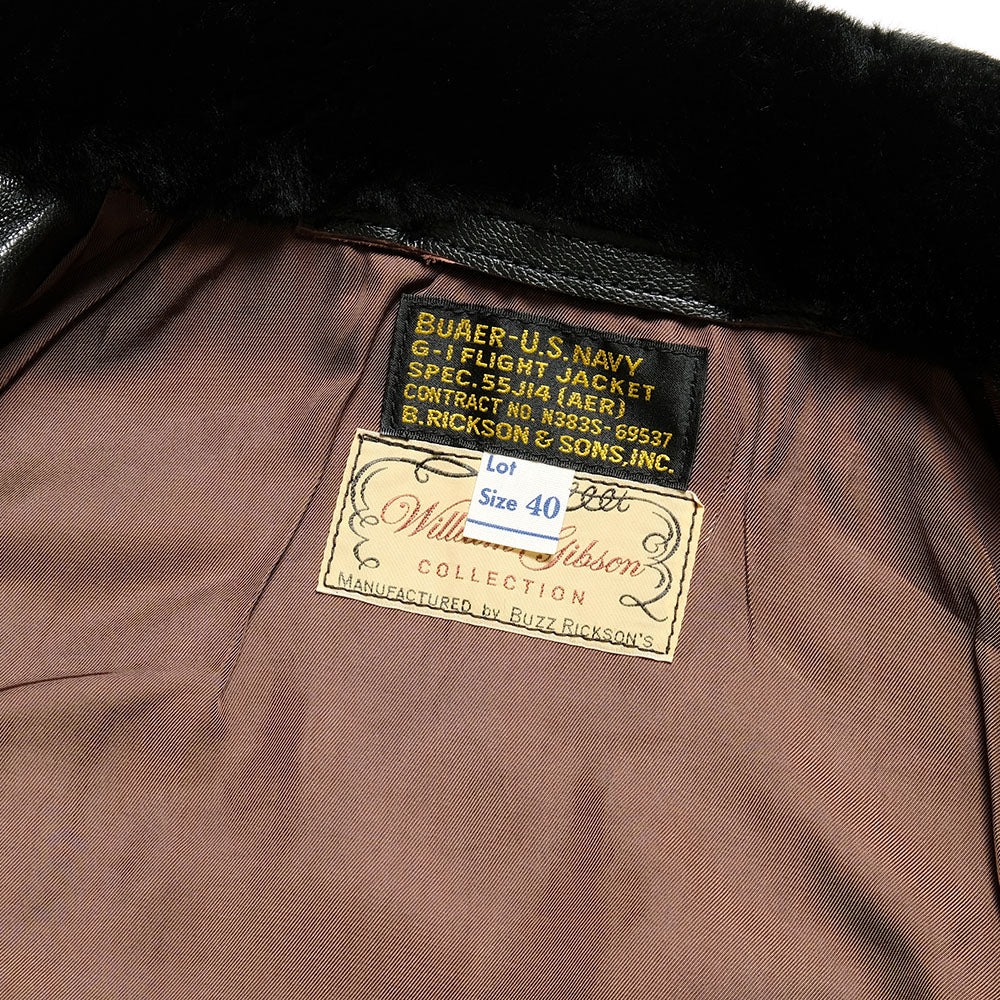 BUAER-U.S.NAVY
G-1 FLIGHT JACKET
SPEC. 55J14 (AER)
CONTRACT NO. N383S-69537
B.RICKSON & SONS,INC.
Lot
Size 40
Gibson
COLLECTION
MANUFACTURED by BUZZ RICKSON'S